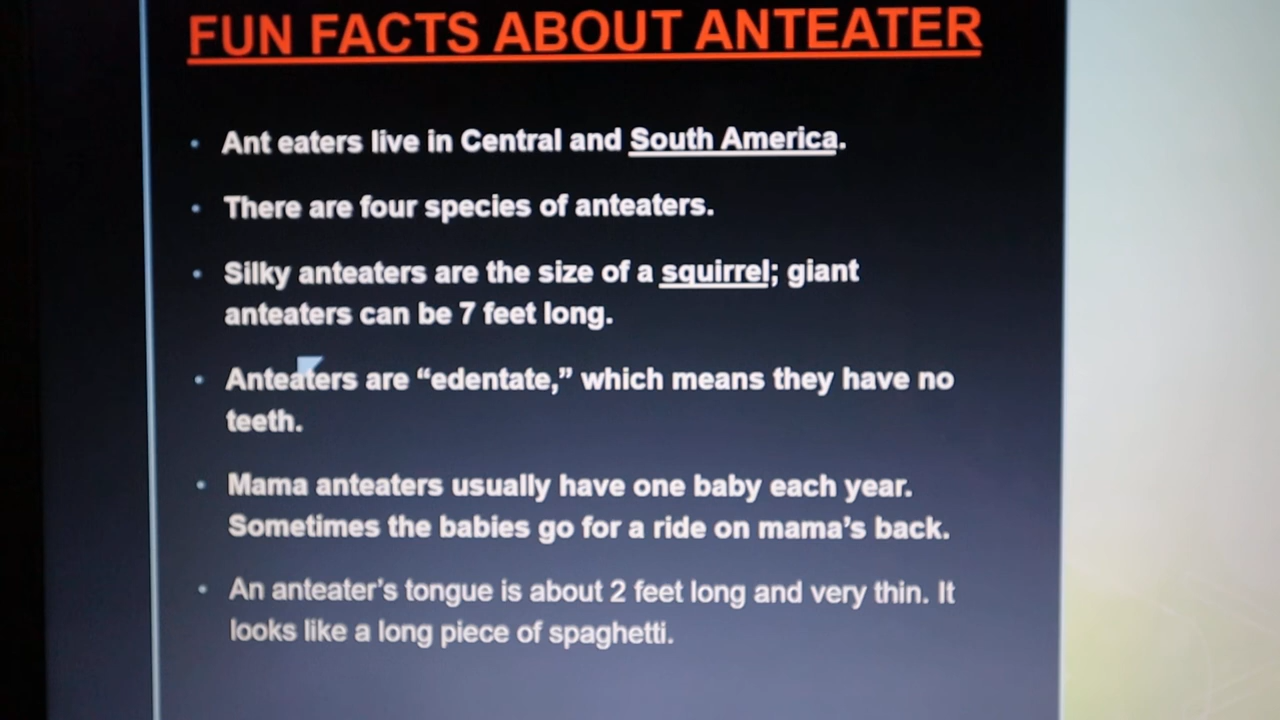 FUN FACTS ABOUT ANTEATER
• Ant eaters live in Central and South America.
• There are four species of anteaters.
• Silky anteaters are the size of a squirrel; giant
anteaters can be 7 feet long.
• Anteaters are “edentate,” which means they have no
teeth.
• Mama anteaters usually have one baby each year.
Sometimes the babies go for a ride on mama’s back.
• An anteater’s tongue is about 2 feet long and very thin. It
looks like a long piece of spaghetti.